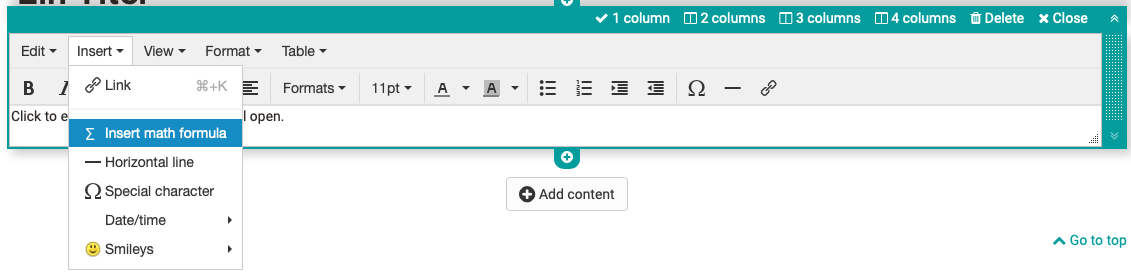 1 column 2 columns 3 columns 4 columns Delete Close
Edit Insert View Format Table
B Formats 11pt A A Ω
Link ⌘+K
Click to e l open.
Σ Insert math formula
Horizontal line
Ω Special character
Date/time
Smileys
Add content
Go to top